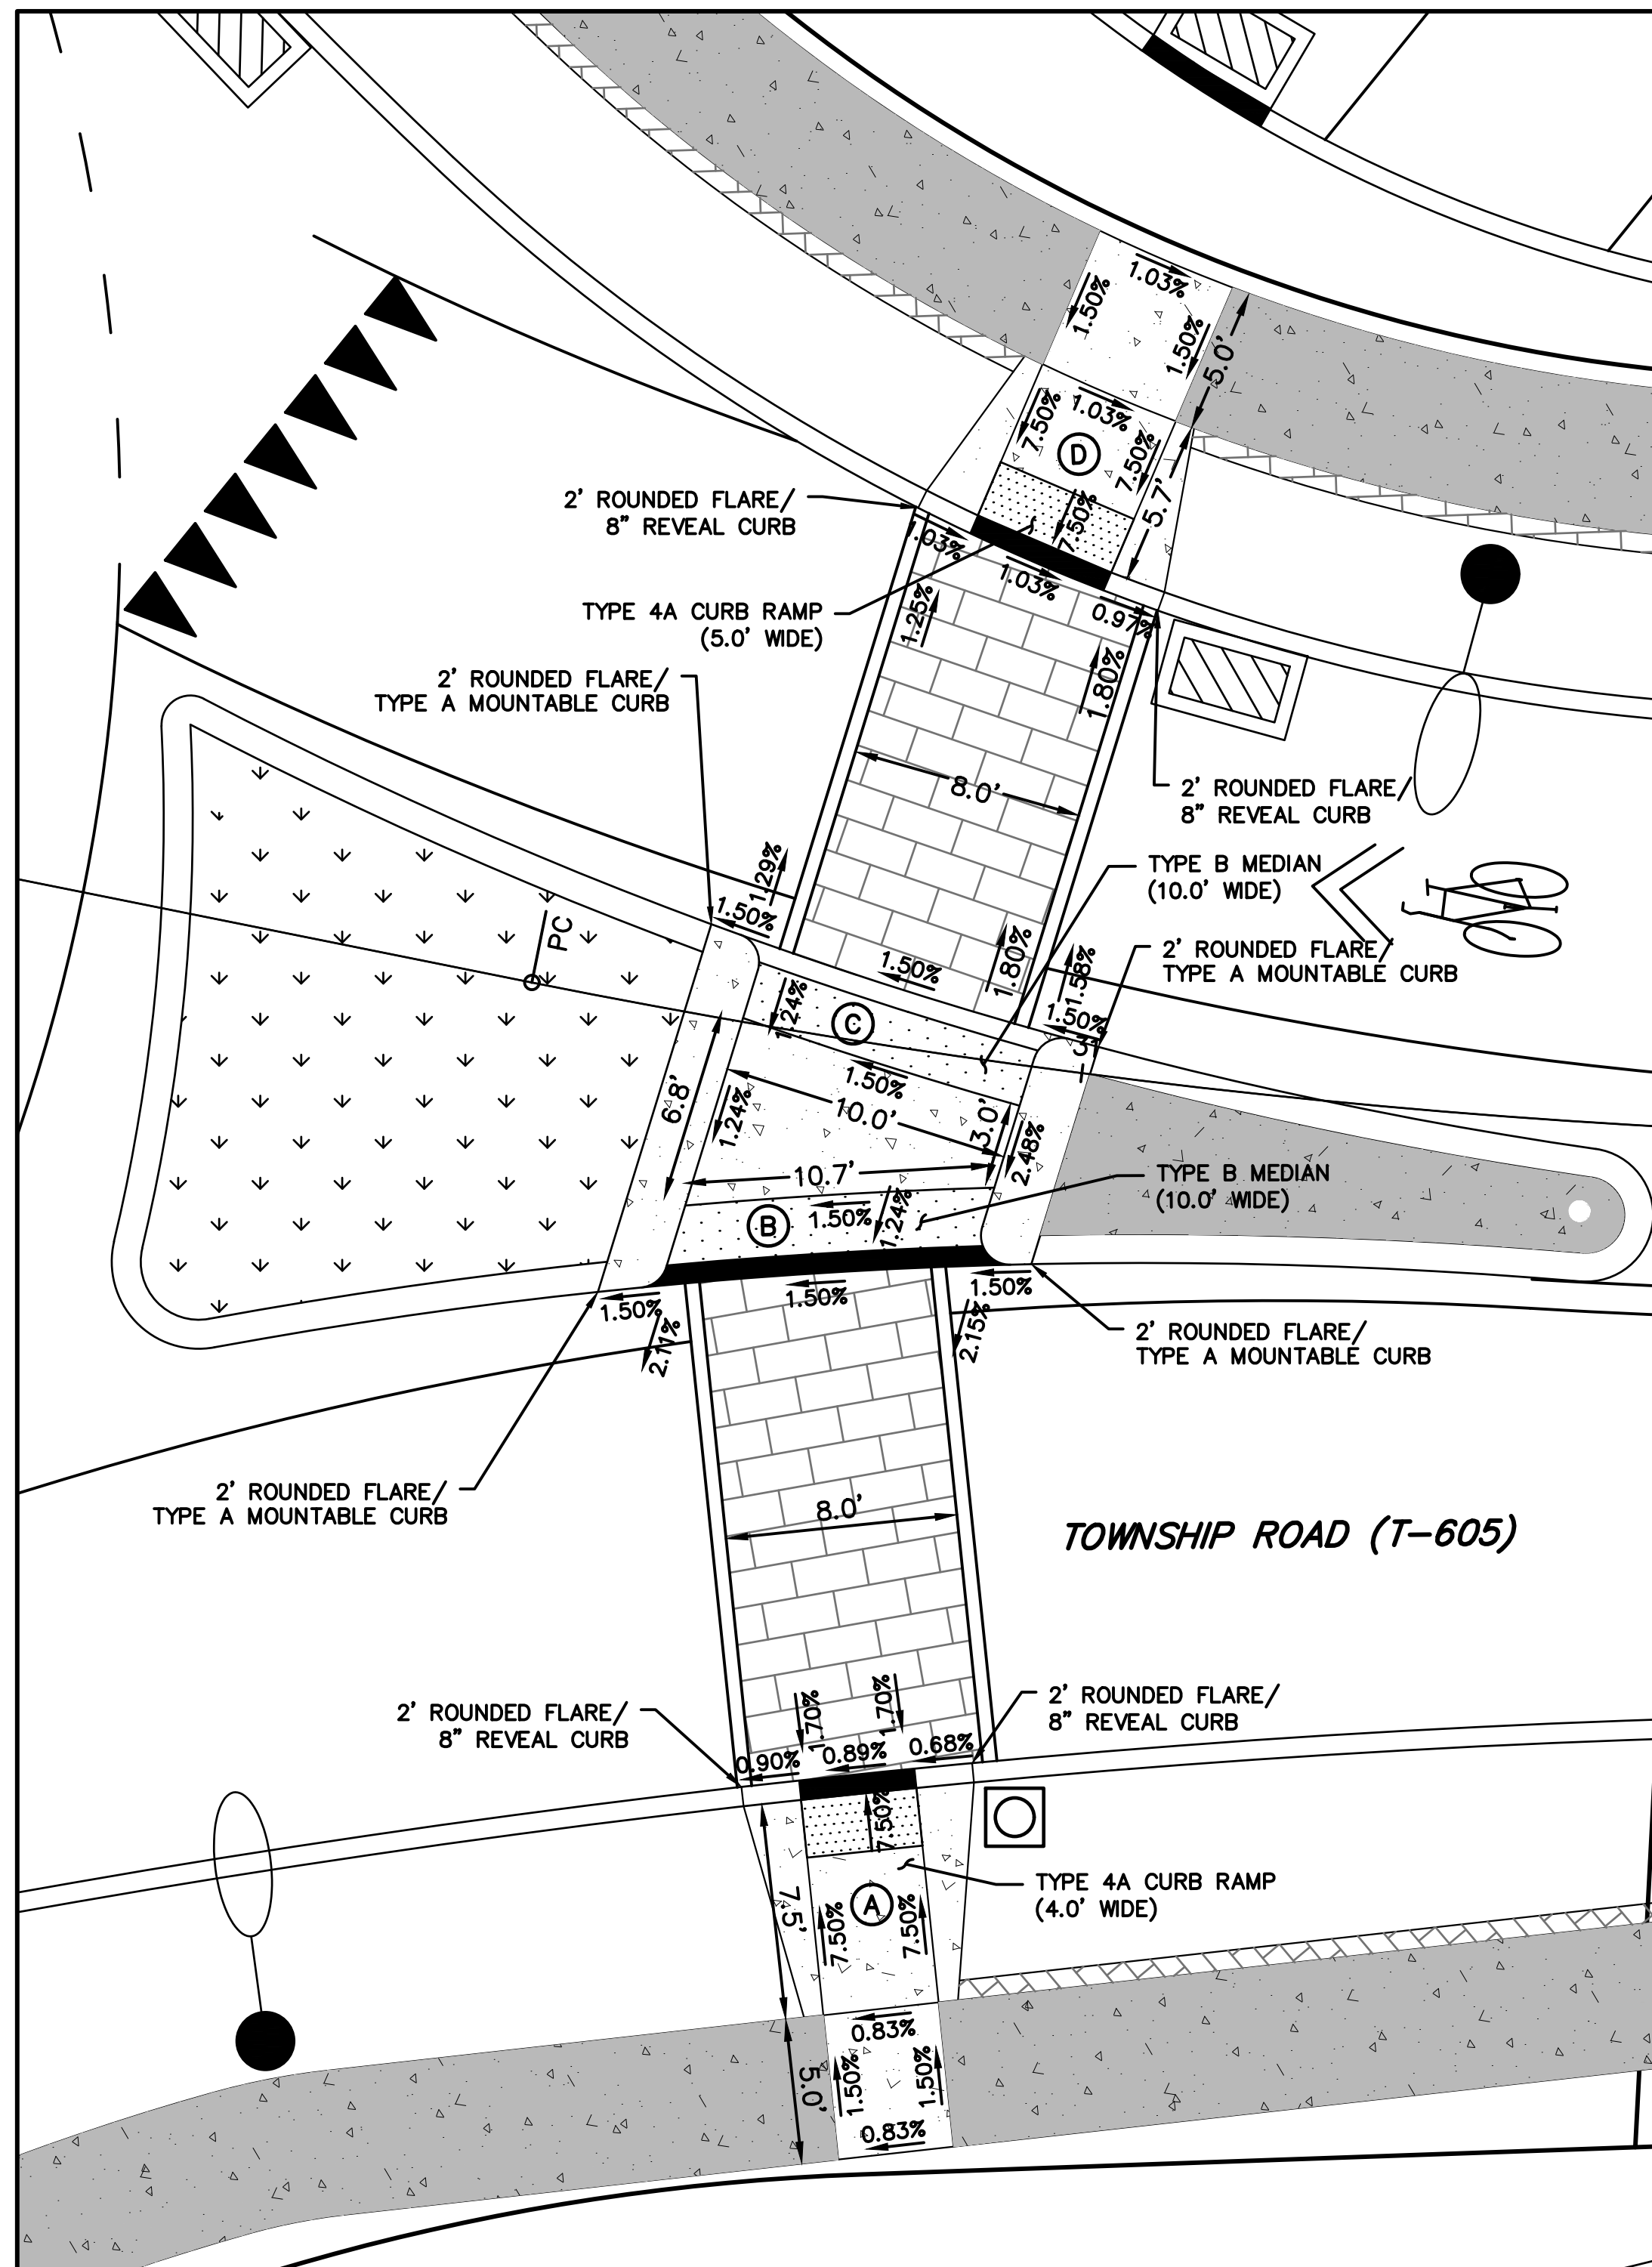 1.03%
1.50%
1.50%
5.0'
7.50%
1.03%
D
7.50%
5.7'
7.50%
2' ROUNDED FLARE/
8" REVEAL CURB
1.03%
1.03%
0.97%
TYPE 4A CURB RAMP
(5.0' WIDE)
1.25%
1.80%
2' ROUNDED FLARE/
TYPE A MOUNTABLE CURB
8.0'
2' ROUNDED FLARE/
8" REVEAL CURB
TYPE B MEDIAN
(10.0' WIDE)
1.29%
1.50%
PC
1.50%
1.80%
1.58%
2' ROUNDED FLARE/
TYPE A MOUNTABLE CURB
1.24%
C
1.50%
31
1.50%
6.8'
1.24%
10.0'
3.0'
2.48%
10.7'
TYPE B MEDIAN
(10.0' WIDE)
B
1.50%
1.24%
1.50%
1.50%
1.50%
2.11%
2.15%
2' ROUNDED FLARE/
TYPE A MOUNTABLE CURB
2' ROUNDED FLARE/
TYPE A MOUNTABLE CURB
8.0'
TOWNSHIP ROAD (T-605)
2' ROUNDED FLARE/
8" REVEAL CURB
1.70%
1.70%
2' ROUNDED FLARE/
8" REVEAL CURB
0.90%
0.89%
0.68%
7.50%
TYPE 4A CURB RAMP
(4.0' WIDE)
7.5'
A
7.50%
7.50%
0.83%
5.0'
1.50%
1.50%
0.83%